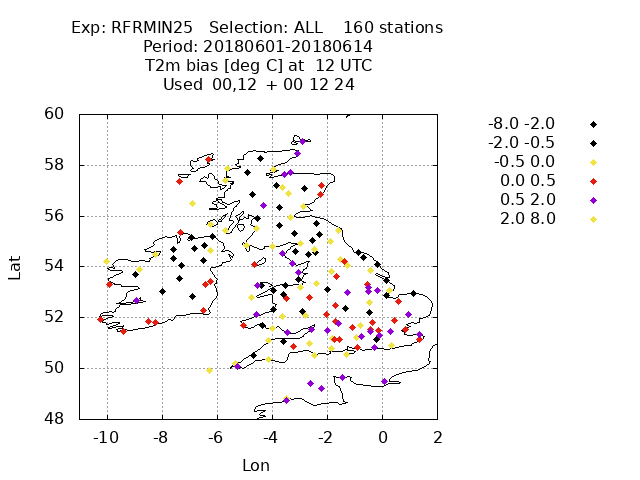 Exp: RFRMIN25   Selection: ALL    160 stations
Period: 20180601-20180614
T2m bias [deg C] at  12 UTC
Used  00,12  + 00 12 24
60
58
56
54
52
50
48
Lat
-10 -8 -6 -4 -2 0 2
Lon
-8.0 -2.0
-2.0 -0.5
-0.5 0.0
0.0 0.5
0.5 2.0
2.0 8.0